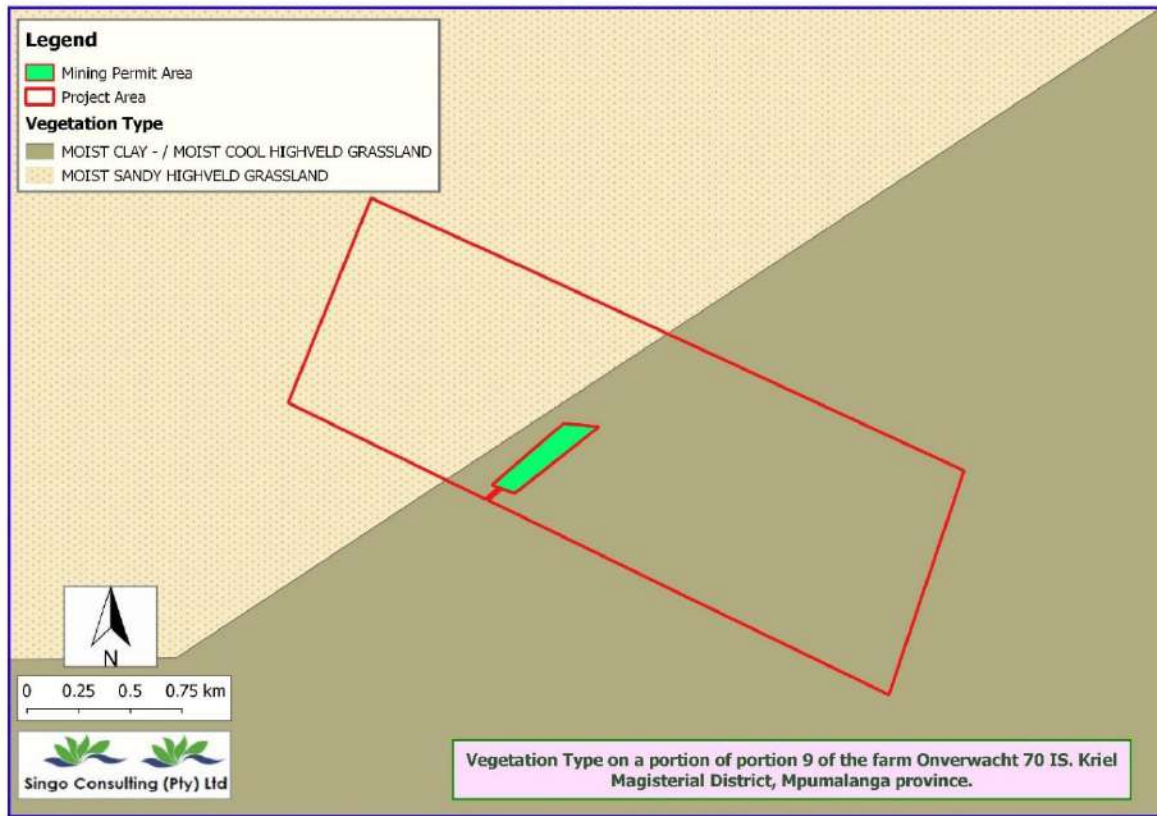 Legend
Mining Permit Area
Project Area
Vegetation Type
MOIST CLAY - / MOIST COOL HIGHVELD GRASSLAND
MOIST SANDY HIGHVELD GRASSLAND
N
0 0.25 0.5 0.75 km
Singo Consulting (Pty) Ltd
Vegetation Type on a portion of portion 9 of the farm Onverwacht 70 IS. Kriel
Magisterial District, Mpumalanga province.